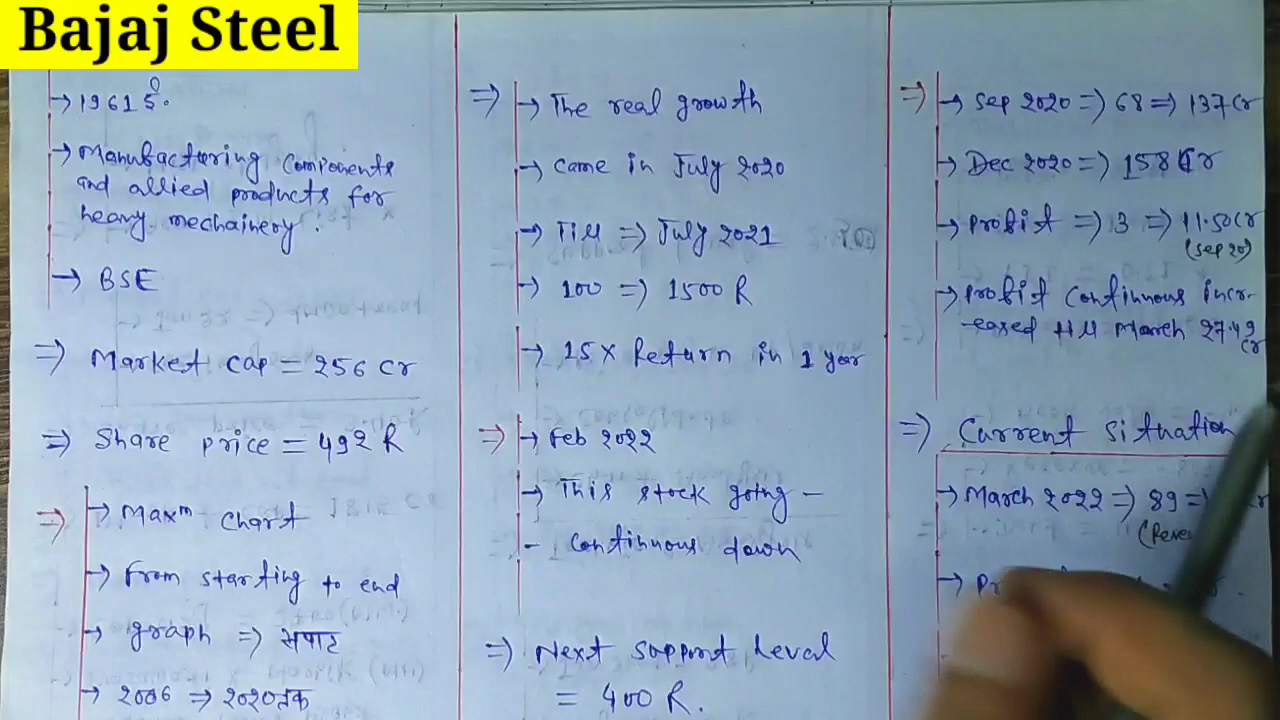 Bajaj Steel
→ 1961 ई॰
→ Manufacturing Components
and allied products for
heavy mechainery.
→ BSE
⇒ Market cap = 256 Cr
⇒ Share price = 492 R
⇒ → Maxᵐ chart
→ From starting to end
→ graph ⇒ सपाट
→ 2006 ⇒ 2020 तक
⇒ → The real growth
→ came in July 2020
→ Till ⇒ July 2021
→ 100 ⇒ 1500 R
→ 15x Return in 1 year
⇒ → Feb 2022
→ This stock going -
- continuous down
⇒ Next support level
= 400 R.
⇒ → Sep 2020 ⇒ 68 ⇒ 137 Cr
→ Dec 2020 ⇒ 158 Cr
→ Profit ⇒ 3 ⇒ 11.50 Cr
(Sep 20)
→ Profit continuous incr-
-eased till March 27.42
Cr
⇒ Current situation
→ March 2022 ⇒ 89 ⇒